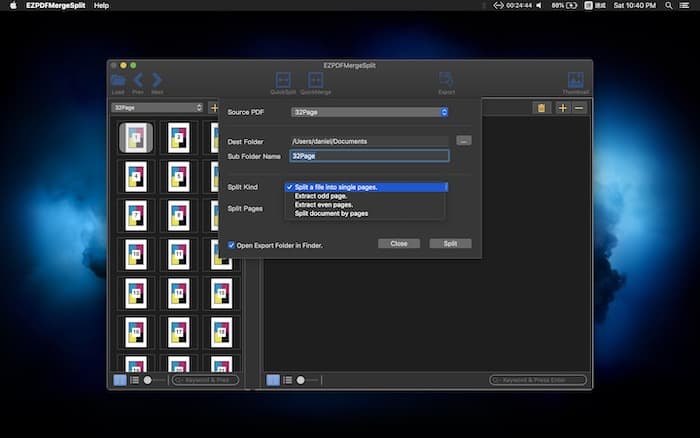 EZPDFMergeSplit Help 00:24:44 88% Sat 10:40 PM
EZPDFMergeSplit
Load Prev Next QuickSplit QuickMerge Export Thumbnail
32Page
Source PDF 32Page
Dest Folder /Users/daniel/Documents ...
Sub Folder Name 32Page
Split Kind ✓ Split a file into single pages.
Extract odd page.
Extract even pages.
Split document by pages
Split Pages
Open Export Folder in Finder. Close Split
1 2 3
4 5 6
7 8 9
10 11 12
13 14 15
16 17 18
19 20 21
Keyword & Pres Keyword & Press Enter